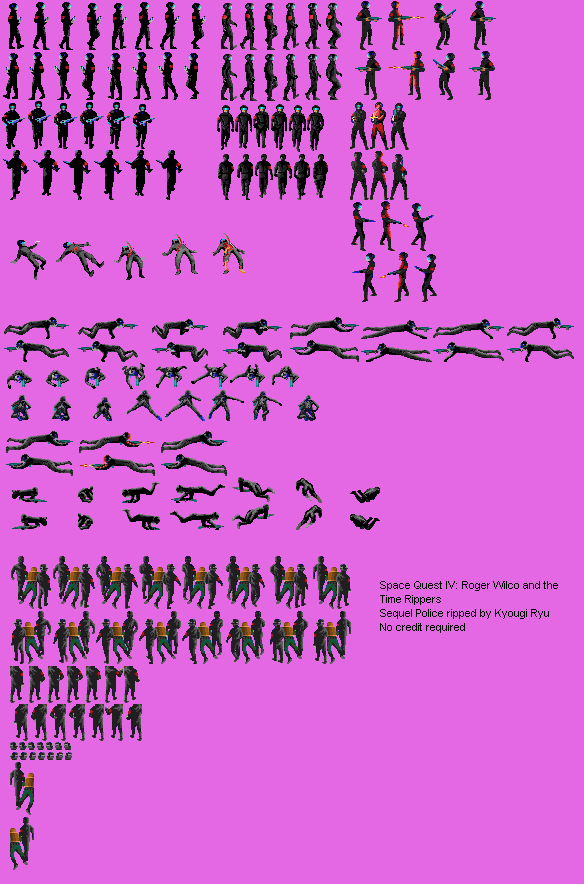 Space Quest IV: Roger Wilco and the
Time Rippers
Sequel Police ripped by Kyougi Ryu
No credit required